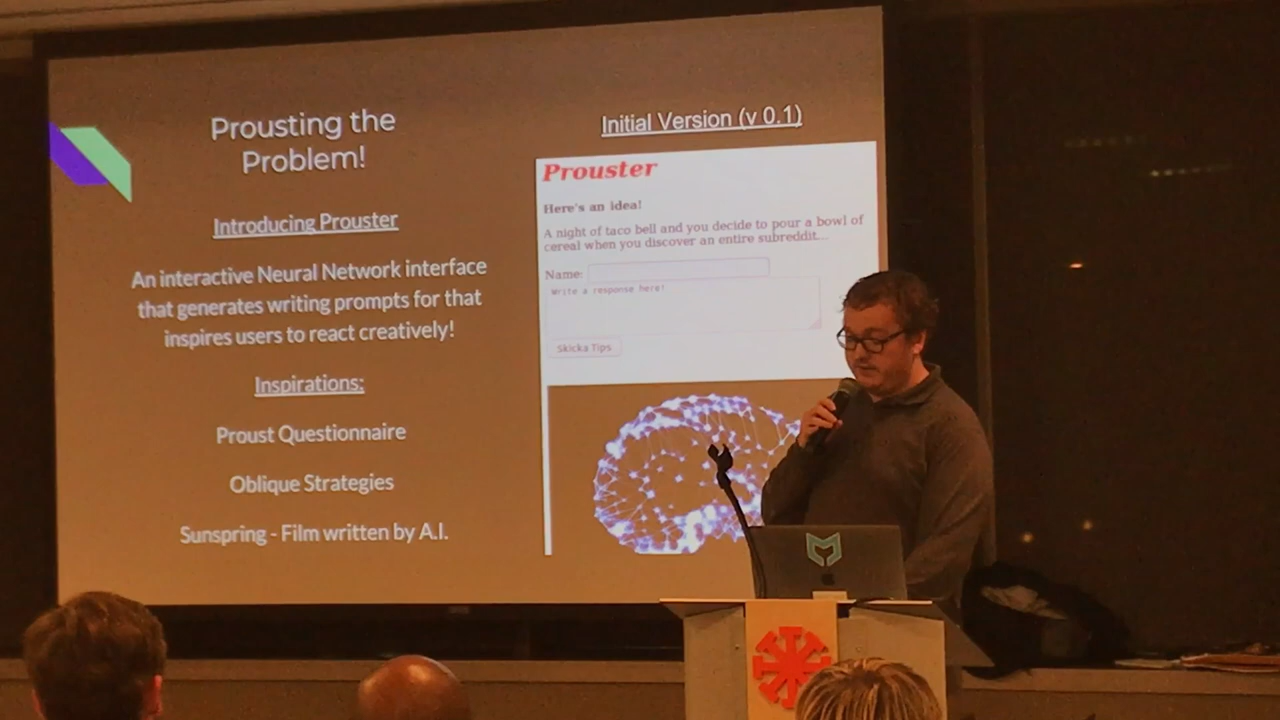 Prousting the
Problem!
Introducing Prouster
An interactive Neural Network interface
that generates writing prompts for that
inspires users to react creatively!
Inspirations:
Proust Questionnaire
Oblique Strategies
Sunspring - Film written by A.I.
Initial Version (v 0.1)
Prouster
Here's an idea!
A night of taco bell and you decide to pour a bowl of
cereal when you discover an entire subreddit...
Name:
Write a response here!
Skicka Tips